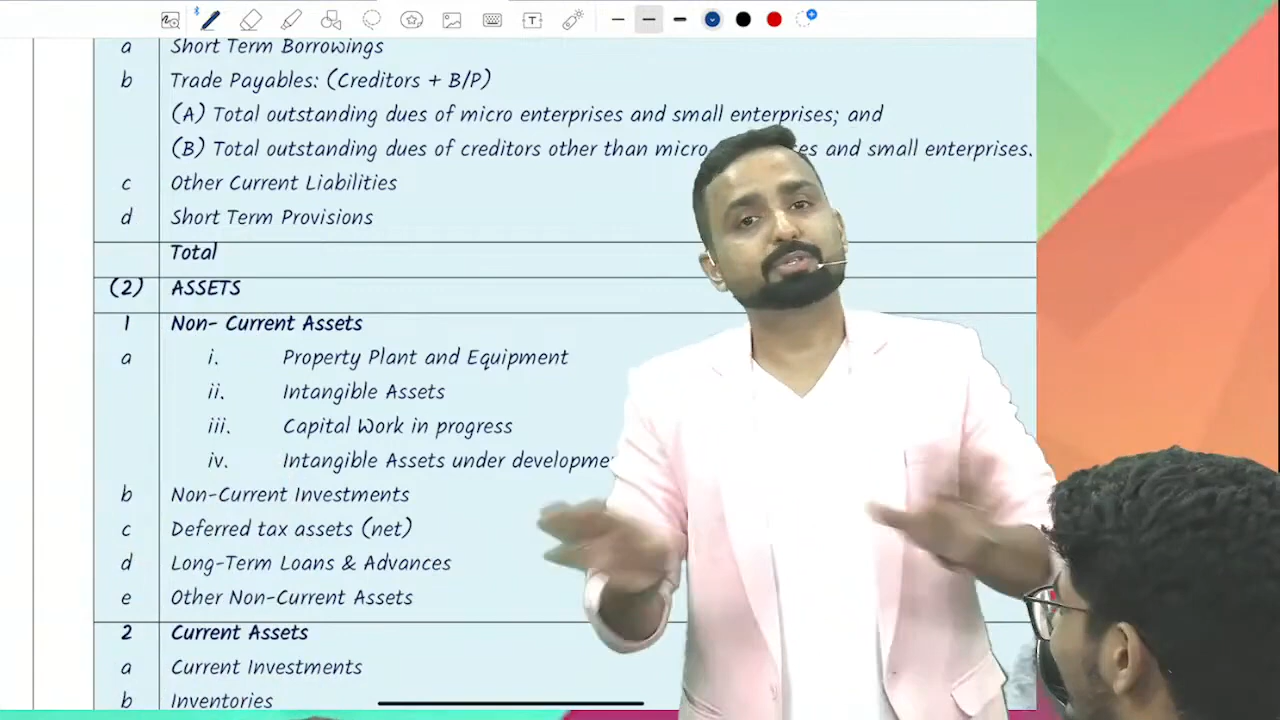 a Short Term Borrowings
b Trade Payables: (Creditors + B/P)
(A) Total outstanding dues of micro enterprises and small enterprises; and
(B) Total outstanding dues of creditors other than micro and small enterprises.
c Other Current Liabilities
d Short Term Provisions
Total
(2) ASSETS
1 Non- Current Assets
a i. Property Plant and Equipment
ii. Intangible Assets
iii. Capital Work in progress
iv. Intangible Assets under
b Non-Current Investments
c Deferred tax assets (net)
d Long-Term Loans & Advances
e Other Non-Current Assets
2 Current Assets
a Current Investments
b Inventories